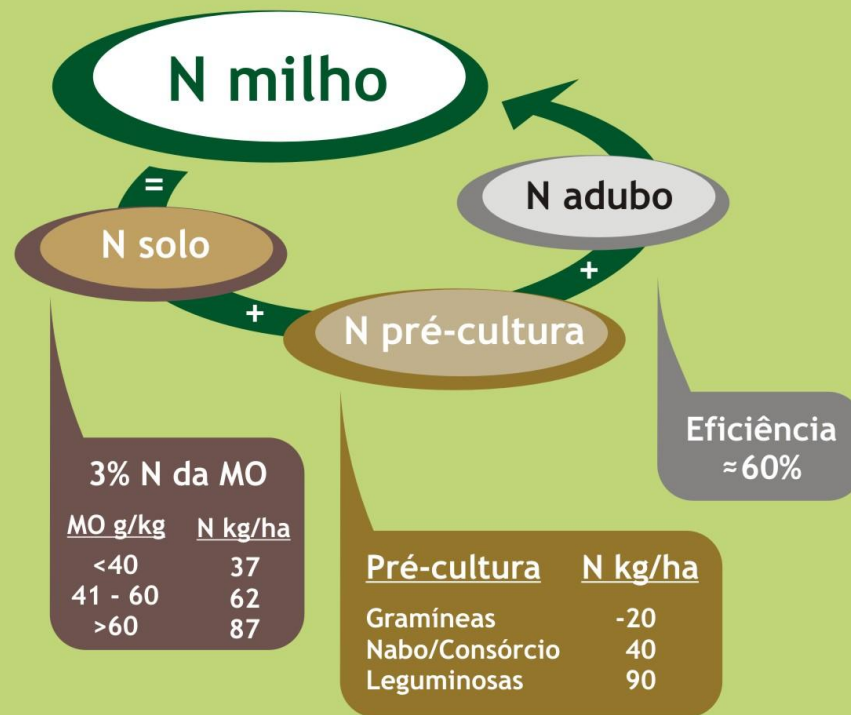 N milho
=
N solo
+
N pré-cultura
+
N adubo
3% N da MO
MO g/kg N kg/ha
<40 37
41 - 60 62
>60 87
Pré-cultura N kg/ha
Gramíneas -20
Nabo/Consórcio 40
Leguminosas 90
Eficiência
≈60%